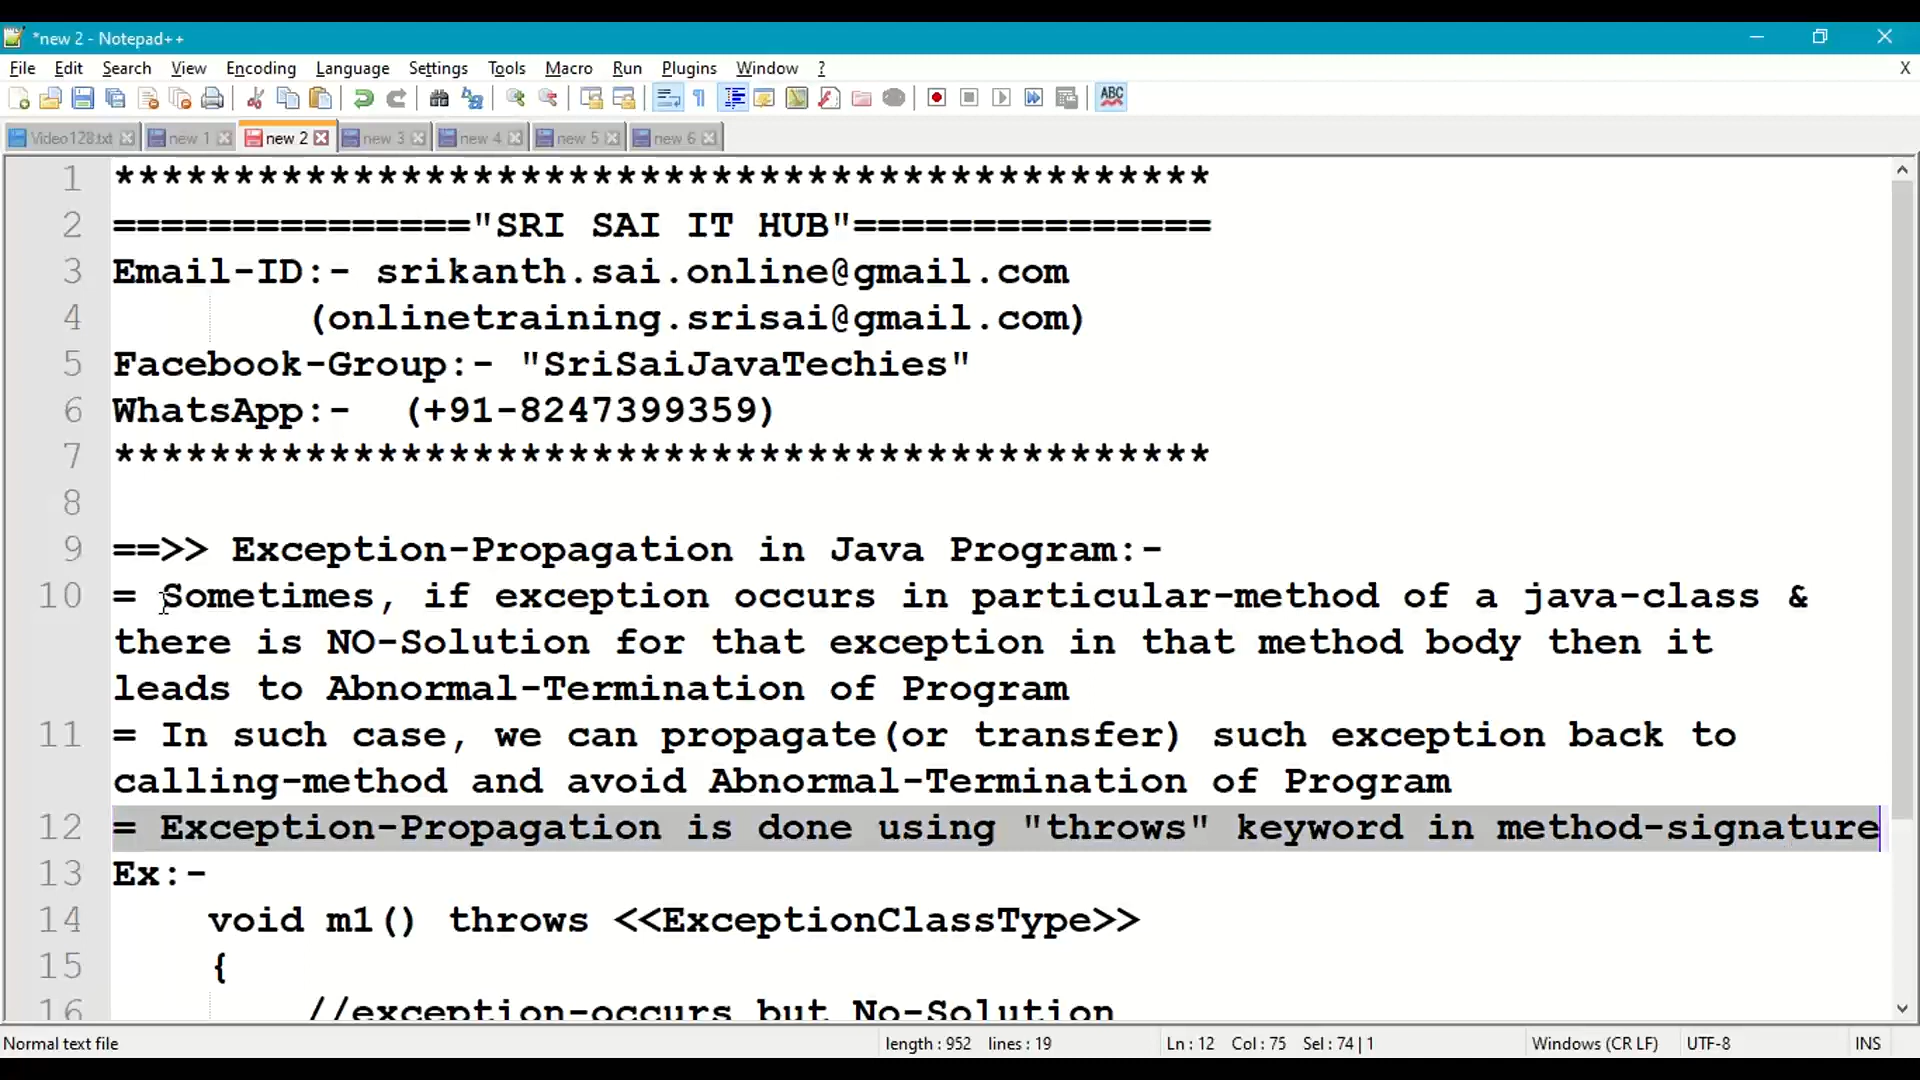 *new 2 - Notepad++
File Edit Search View Encoding Language Settings Tools Macro Run Plugins Window ? X
Video128.txt new 1 new 2 new 3 new 4 new 5 new 6
1 **********************************************
2 ==============="SRI SAI IT HUB"===============
3 Email-ID:- srikanth.sai.online@gmail.com
4 (onlinetraining.srisai@gmail.com)
5 Facebook-Group:- "SriSaiJavaTechies"
6 WhatsApp:- (+91-8247399359)
7 **********************************************
8
9 ==>> Exception-Propagation in Java Program:-
10 = Sometimes, if exception occurs in particular-method of a java-class &
there is NO-Solution for that exception in that method body then it
leads to Abnormal-Termination of Program
11 = In such case, we can propagate(or transfer) such exception back to
calling-method and avoid Abnormal-Termination of Program
12 = Exception-Propagation is done using "throws" keyword in method-signature
13 Ex:-
14 void m1() throws <<ExceptionClassType>>
15 {
16 //exception-occurs but No-Solution
Normal text file length : 952 lines : 19 Ln : 12 Col : 75 Sel : 74 | 1 Windows (CR LF) UTF-8 INS